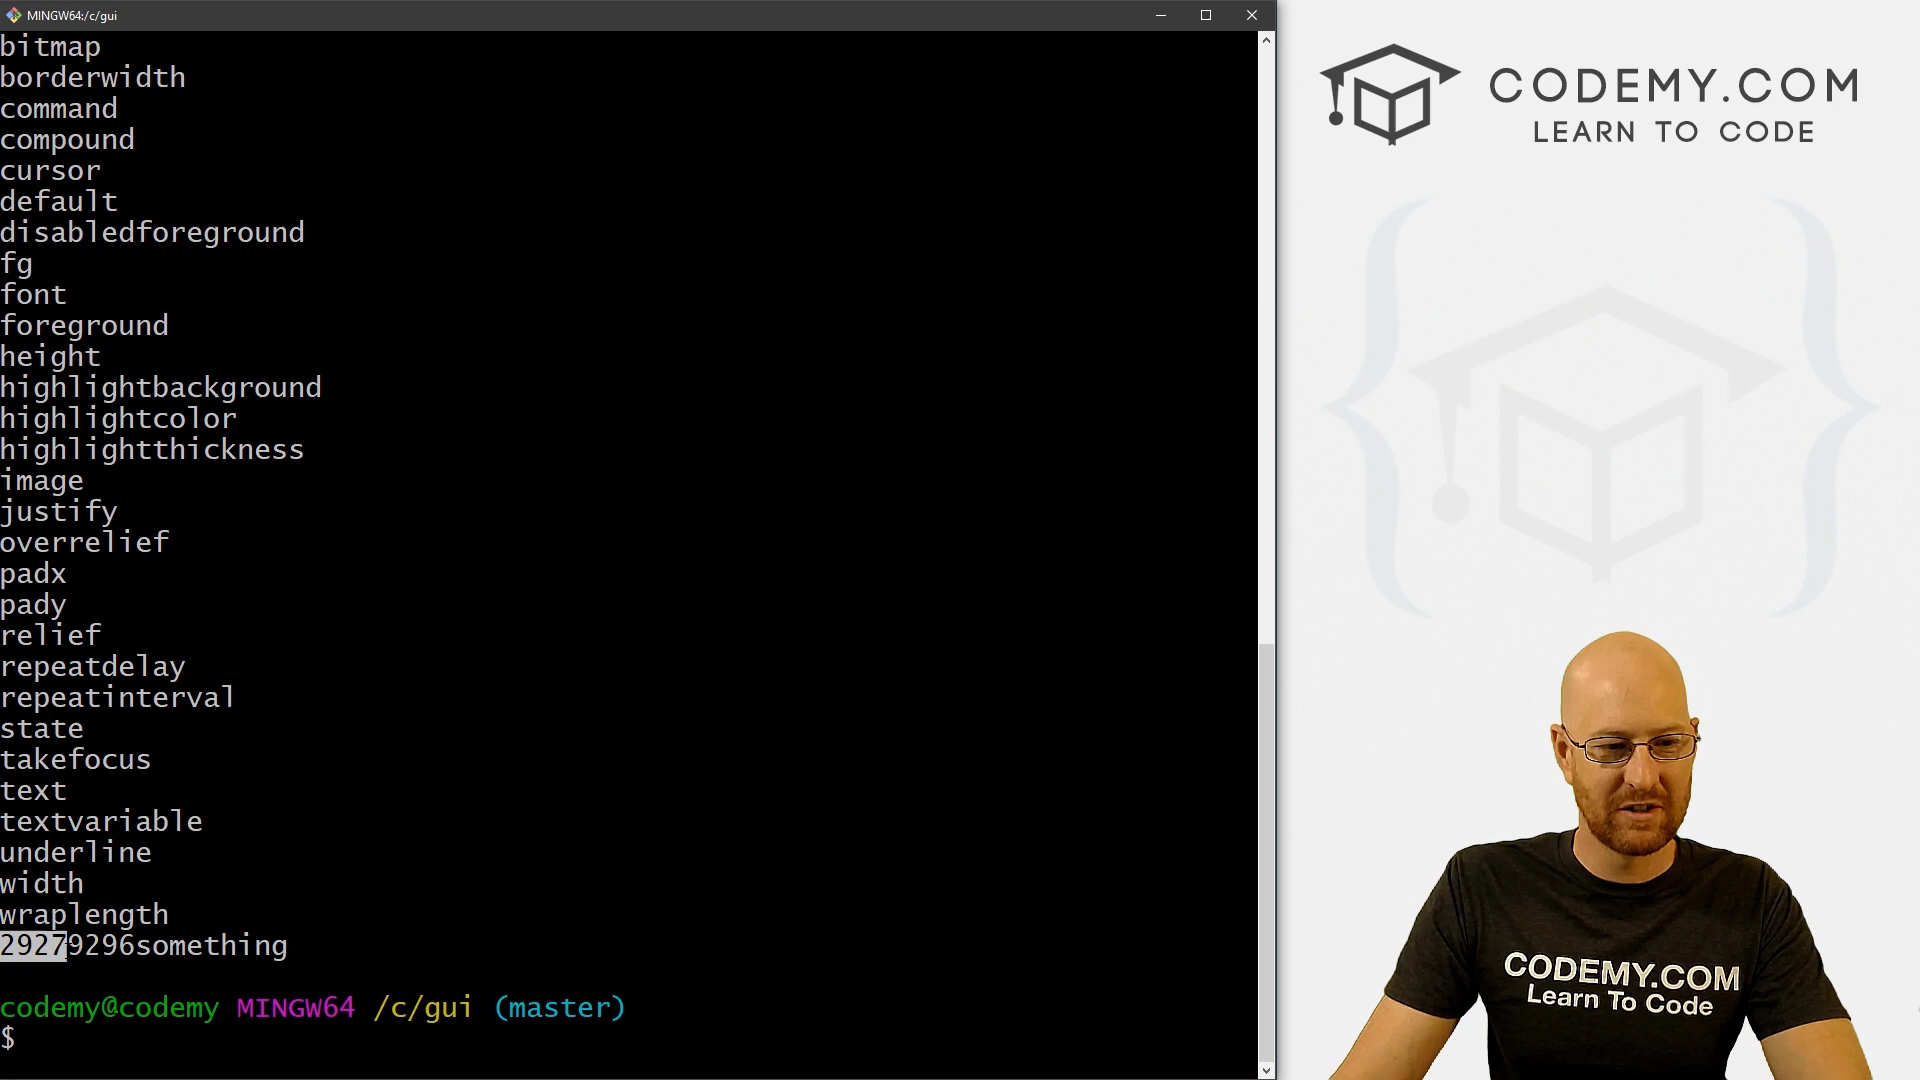 MINGW64:/c/gui
bitmap
borderwidth
command
compound
cursor
default
disabledforeground
fg
font
foreground
height
highlightbackground
highlightcolor
highlightthickness
image
justify
overrelief
padx
pady
relief
repeatdelay
repeatinterval
state
takefocus
text
textvariable
underline
width
wraplength
29279296something
codemy@codemy MINGW64 /c/gui (master)
$
CODEMY.COM
LEARN TO CODE
CODEMY.COM
Learn To Code